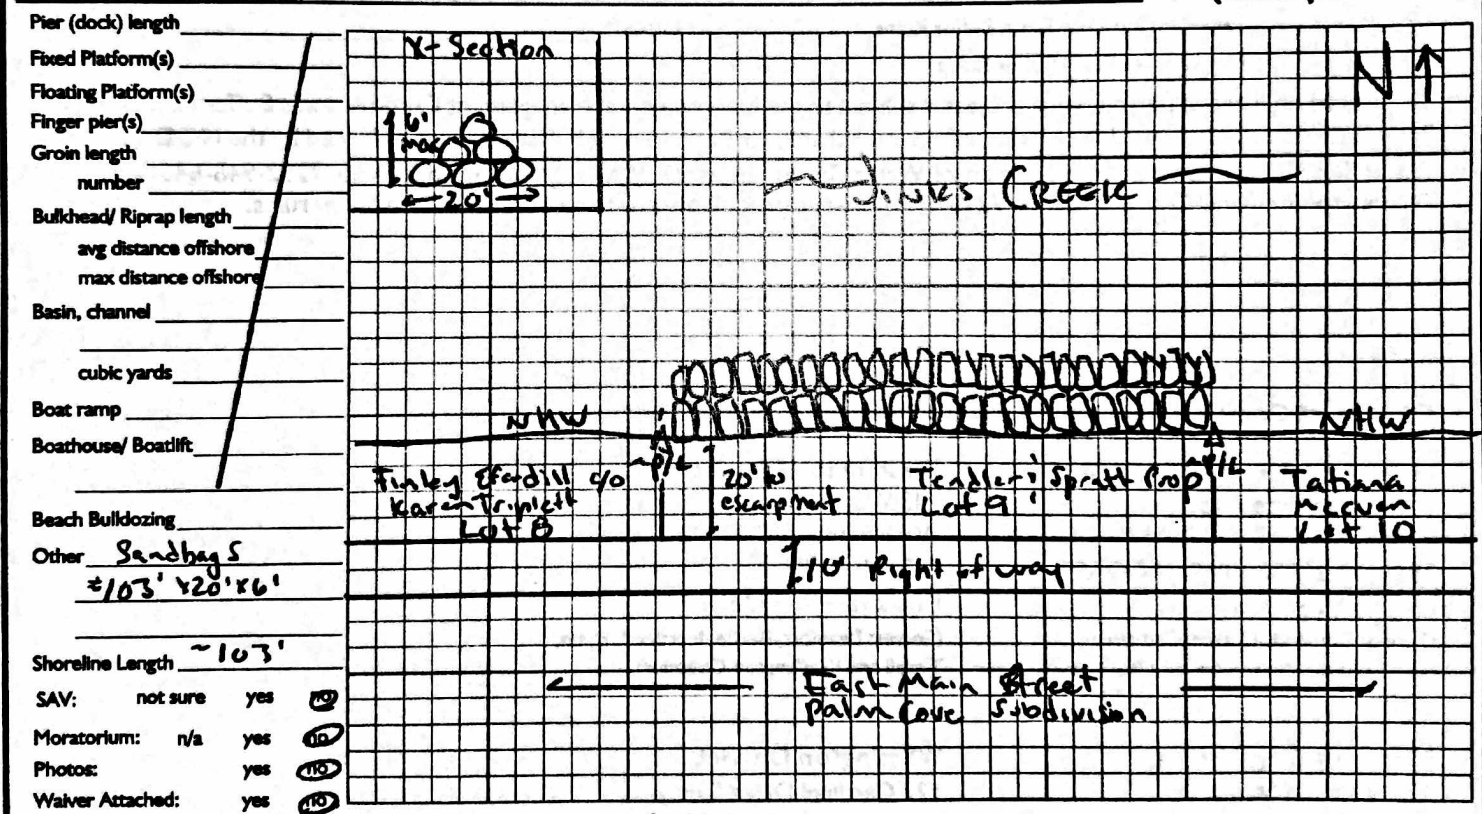 Pier (dock) length
Fixed Platform(s)
Floating Platform(s)
Finger pier(s)
Groin length
number
Bulkhead/ Riprap length
avg distance offshore
max distance offshore
Basin, channel
cubic yards
Boat ramp
Boathouse/ Boatlift
Beach Bulldozing
Other Sandbags
≈103' x20'x6'
Shoreline Length ~103'
SAV: not sure yes no
Moratorium: n/a yes no
Photos: yes no
Waiver Attached: yes no
X-Section
6'
max
20'
N
Jinks Creek
NHW
NHW
~P/L
~P/L
Finley c/o
Karen Triplett
Lot 8
20' to
escarpment
Spratt Prop
Lot 9
Tatiana
Lot 10
10' Right of way
East Main Street
Palm Cove Subdivision